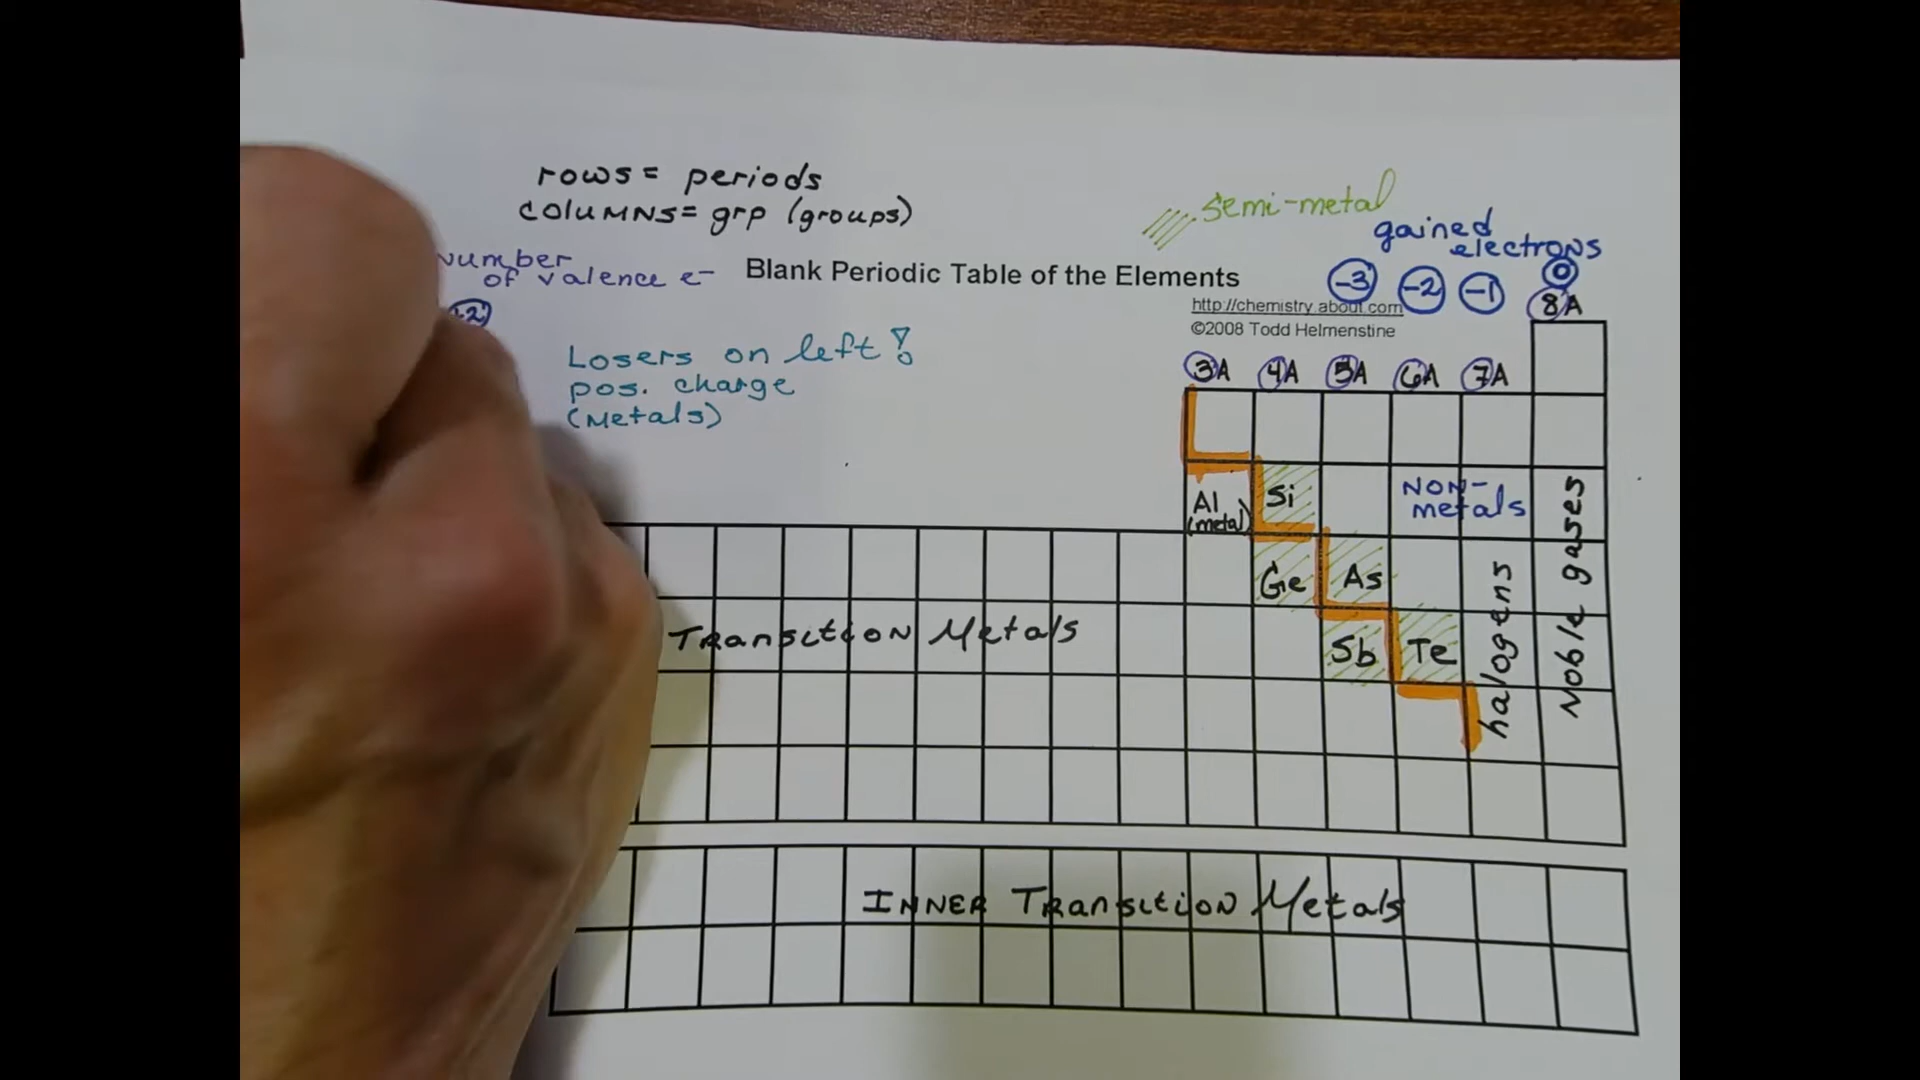 rows= periods
columns= grp (groups)
semi-metal
gained
electrons
number
of valence e-
Blank Periodic Table of the Elements
-3 -2 -1 0
http://chemistry.about.com
8A
+2
©2008 Todd Helmenstine
Losers on left!
pos. charge
(metals)
3A 4A 5A 6A 7A
Al
(metal)
Si
NON-
metals
Ge As
Transition Metals
Sb Te
halogens
Noble gases
INNER Transition Metals